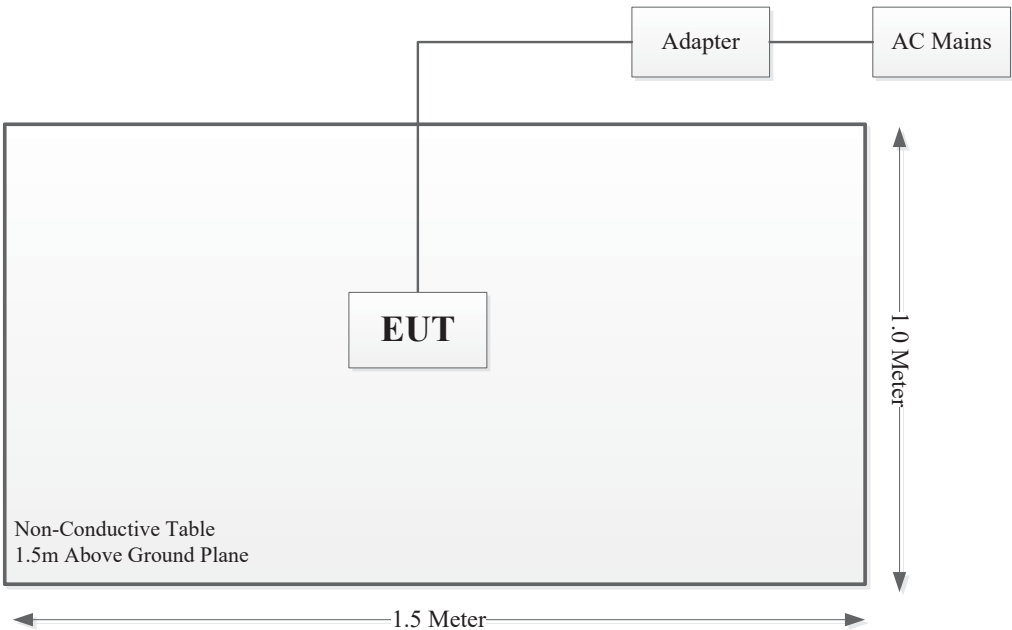 Adapter
AC Mains
EUT
1.0 Meter
Non-Conductive Table
1.5m Above Ground Plane
1.5 Meter